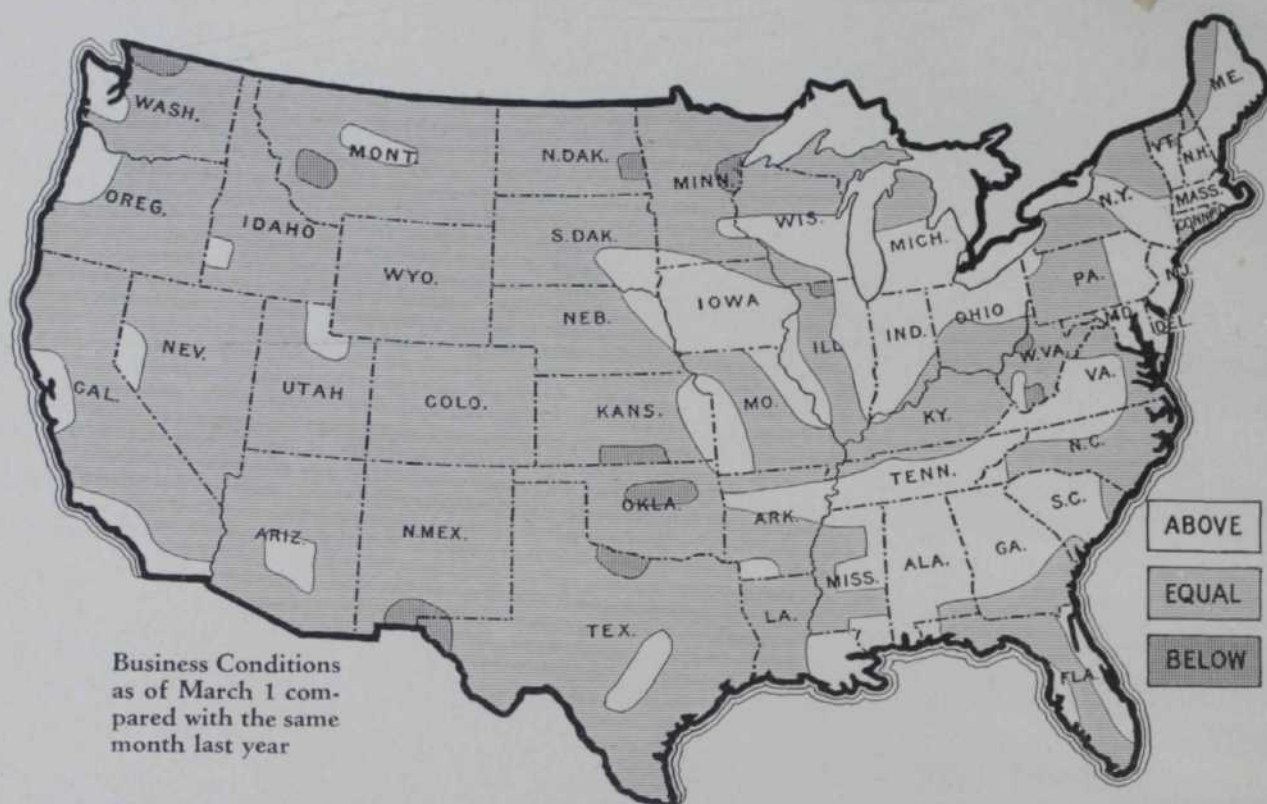 WASH.
MONT.
N.DAK.
MINN.
ME.
VT.
N.H.
OREG.
IDAHO
S.DAK.
WIS.
MICH.
N.Y.
MASS.
CONN.
WYO.
NEB.
IOWA
PA.
N.J.
NEV.
ILL
IND.
OHIO
MD.
DEL.
CAL.
UTAH
COLO.
KANS.
MO.
W.VA.
VA.
KY.
N.C.
ARIZ.
N.MEX.
OKLA.
ARK.
TENN.
S.C.
MISS.
ALA.
GA.
TEX.
LA.
FLA.
ABOVE
EQUAL
BELOW
Business Conditions
as of March 1 com-
pared with the same
month last year